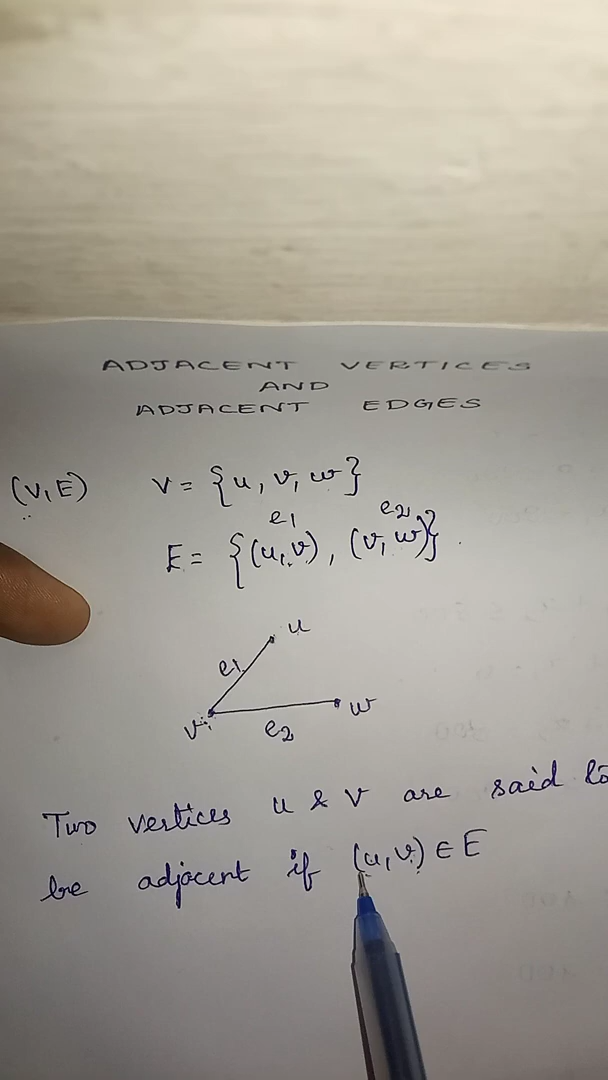 ADJACENT VERTICES
AND
ADJACENT EDGES
(V, E) V = {u, v, w}
e1 e2
E = {(u, v), (v, w)}.
u
e1
v w
e2
Two vertices u & v are said to
be adjacent if (u, v) ∈ E